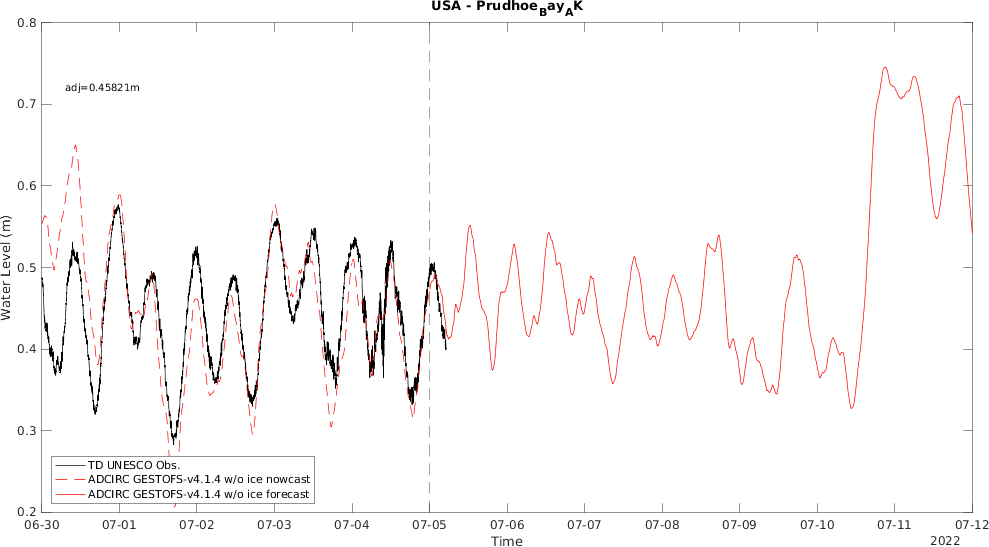 USA - Prudhoe_Bay_AK
adj=0.45821m
0.8
0.7
0.6
0.5
0.4
0.3
0.2
Water Level (m)
TD UNESCO Obs.
ADCIRC GESTOFS-v4.1.4 w/o ice nowcast
ADCIRC GESTOFS-v4.1.4 w/o ice forecast
06-30 07-01 07-02 07-03 07-04 07-05 07-06 07-07 07-08 07-09 07-10 07-11 07-12
Time
2022